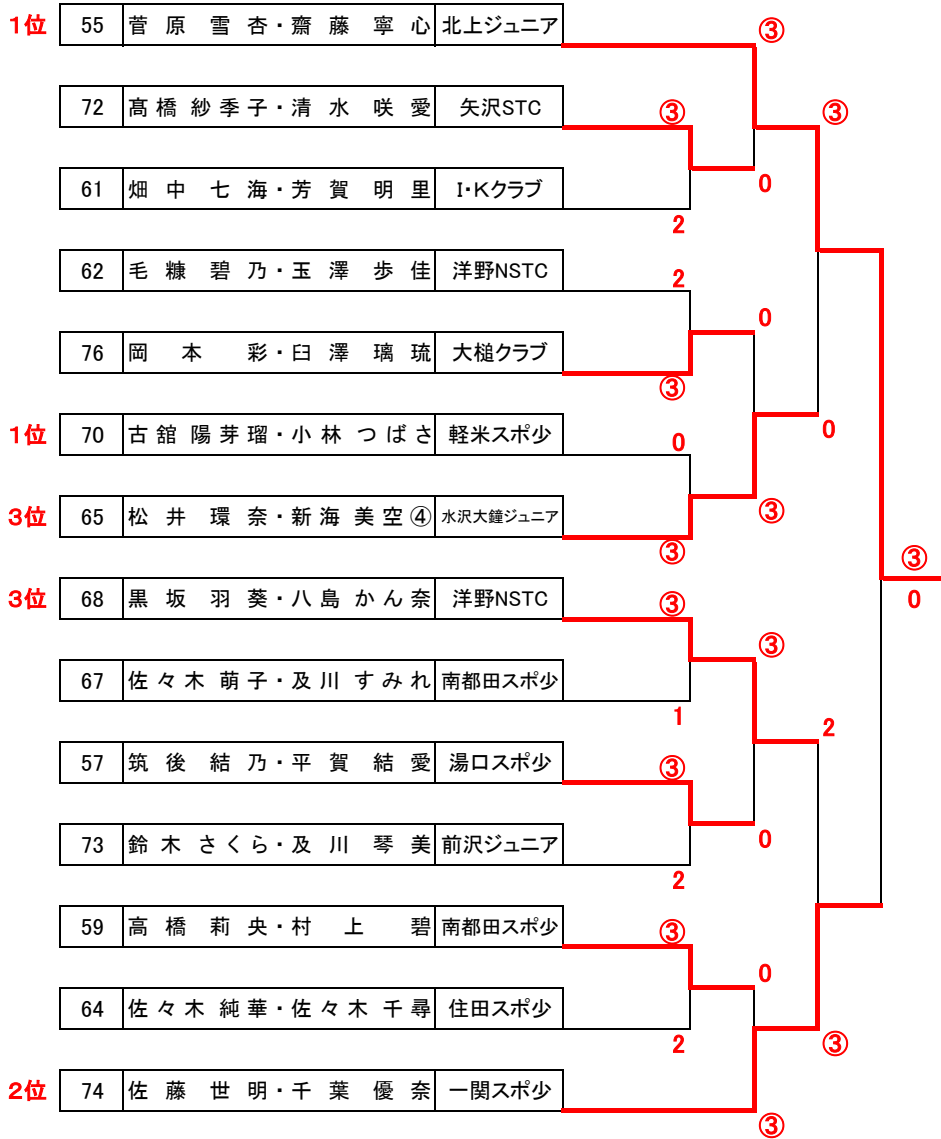 1位 55 菅原 雪杏・齋藤 寧心 北上ジュニア
③
72 髙橋 紗季子・清水 咲愛 矢沢STC ③ ③
61 畑中 七海・芳賀 明里 I・Kクラブ 0
2
62 毛糠 碧乃・玉澤 歩佳 洋野NSTC 2
0
76 岡本 彩・臼澤 璃琉 大槌クラブ
③
1位 70 古舘 陽芽瑠・小林 つばさ 軽米スポ少 0 0
3位 65 松井 環奈・新海 美空④ 水沢大鐘ジュニア ③
③ ③
3位 68 黒坂 羽葵・八島 かん奈 洋野NSTC ③ 0
③
67 佐々木 萌子・及川 すみれ 南都田スポ少
1 2
57 筑後 結乃・平賀 結愛 湯口スポ少 ③
73 鈴木 さくら・及川 琴美 前沢ジュニア 0
2
59 高橋 莉央・村上 碧 南都田スポ少 ③
0
64 佐々木 純華・佐々木 千尋 住田スポ少
2 ③
2位 74 佐藤 世明・千葉 優奈 一関スポ少
③